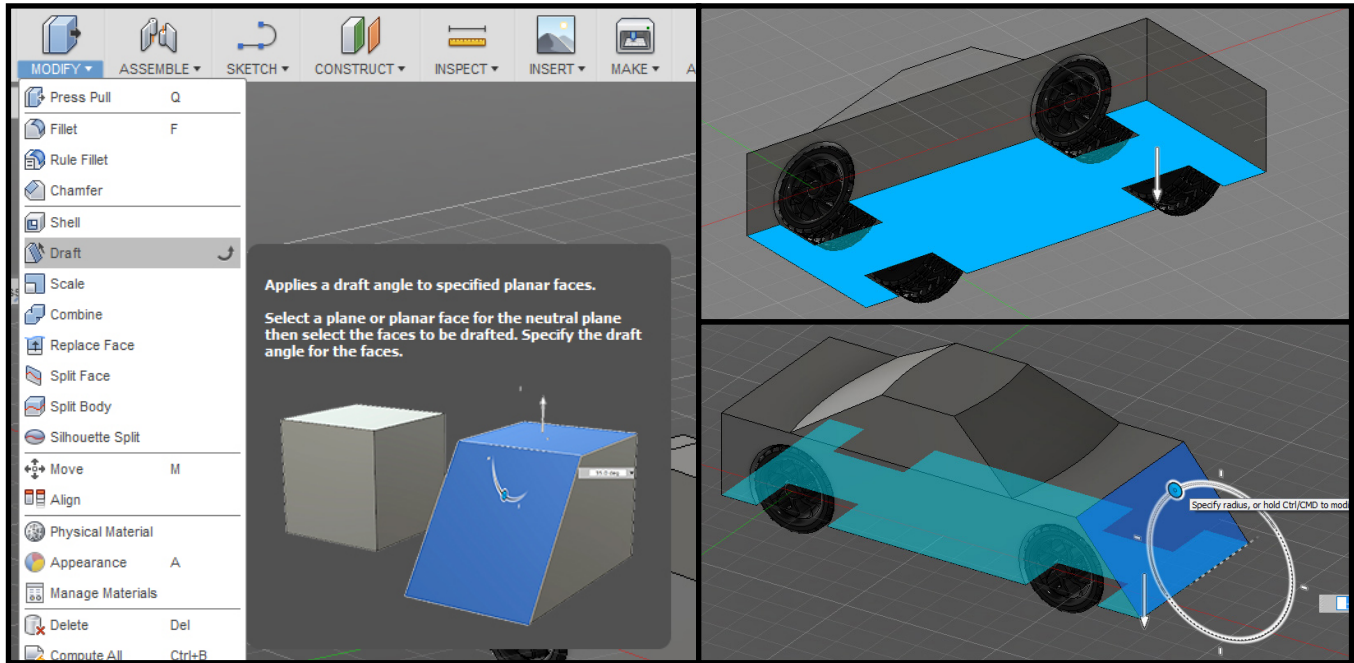 MODIFY ▾
ASSEMBLE ▾
SKETCH ▾
CONSTRUCT ▾
INSPECT ▾
INSERT ▾
MAKE ▾
A
Press Pull Q
Fillet F
Rule Fillet
Chamfer
Shell
Draft
Scale
Combine
Replace Face
Split Face
Split Body
Silhouette Split
Move M
Align
Physical Material
Appearance A
Manage Materials
Delete Del
Compute All Ctrl+B
Applies a draft angle to specified planar faces.
Select a plane or planar face for the neutral plane
then select the faces to be drafted. Specify the draft
angle for the faces.
Specify radius, or hold Ctrl/CMD to modi